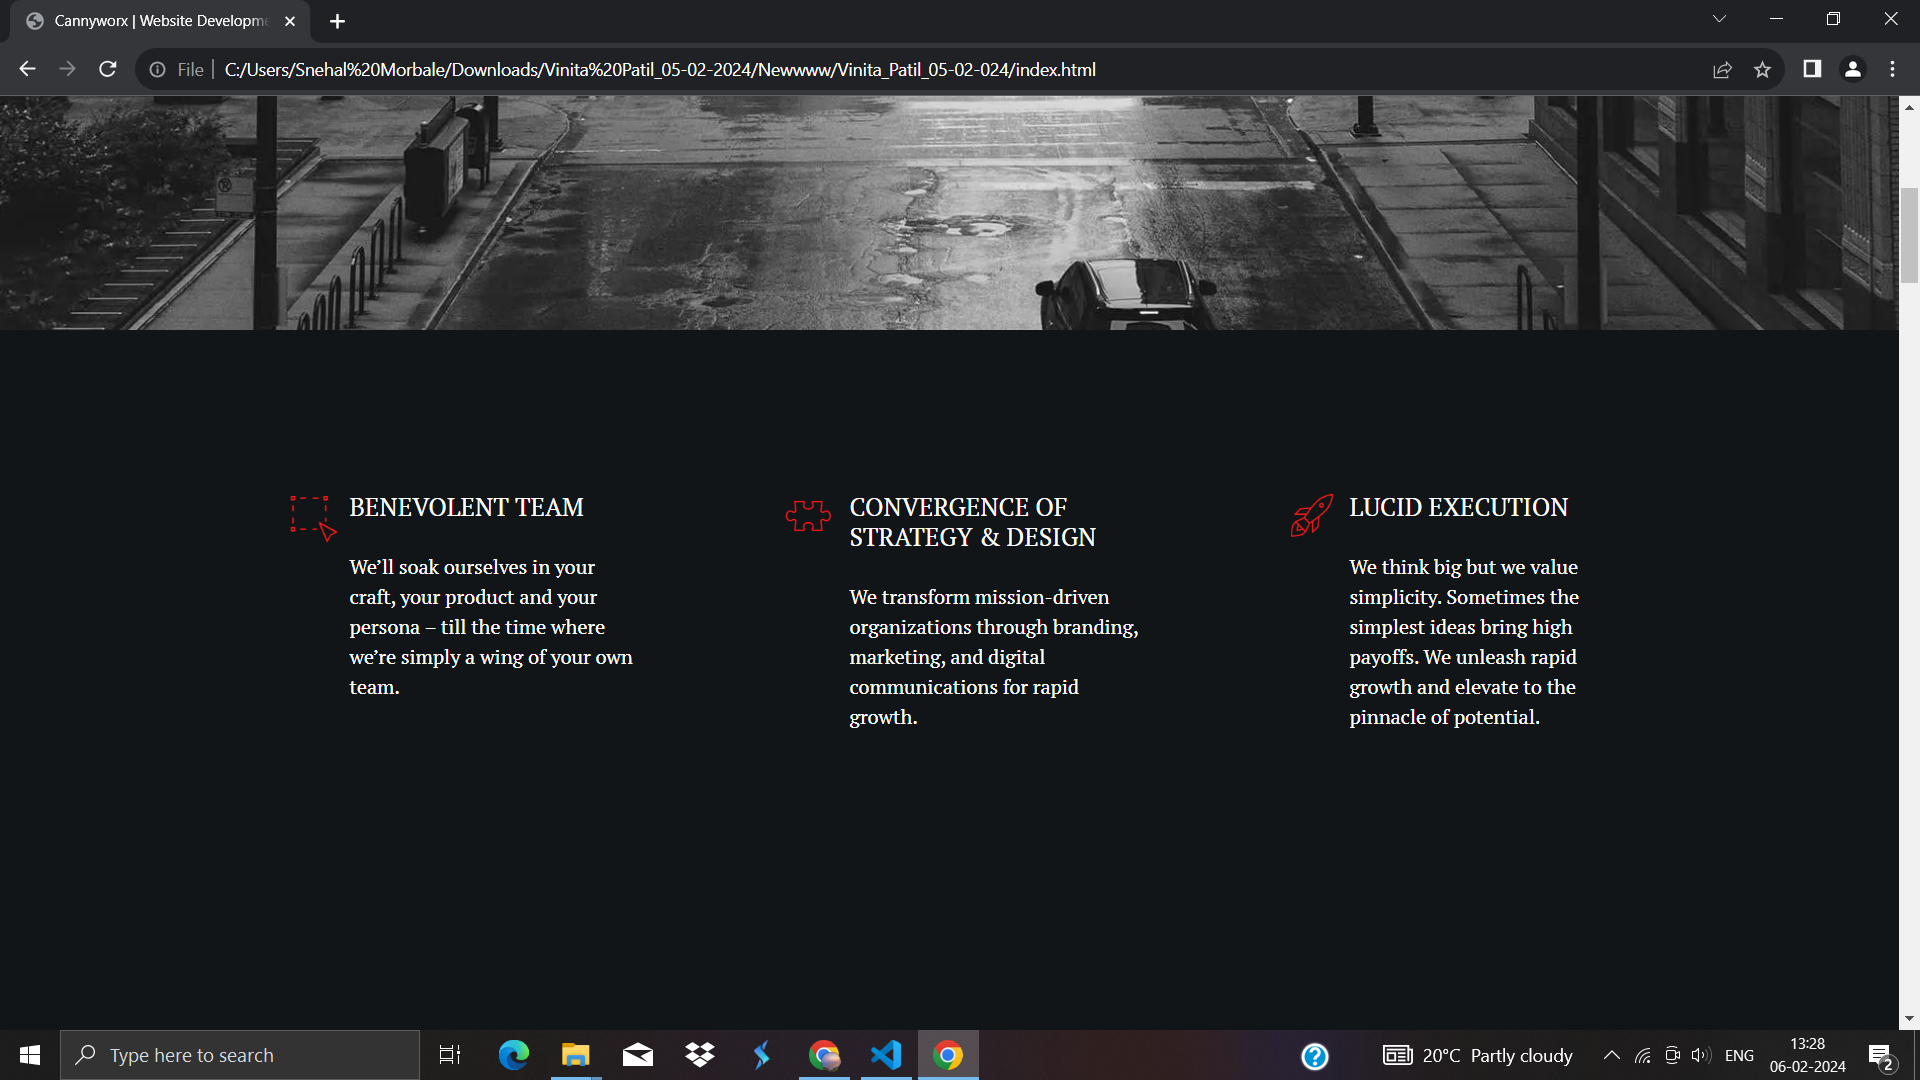 Cannyworx | Website Developme
File
C:/Users/Snehal%20Morbale/Downloads/Vinita%20Patil_05-02-2024/Newwww/Vinita_Patil_05-02-024/index.html
BENEVOLENT TEAM
We’ll soak ourselves in your
craft, your product and your
persona – till the time where
we’re simply a wing of your own
team.
CONVERGENCE OF
STRATEGY & DESIGN
We transform mission-driven
organizations through branding,
marketing, and digital
communications for rapid
growth.
LUCID EXECUTION
We think big but we value
simplicity. Sometimes the
simplest ideas bring high
payoffs. We unleash rapid
growth and elevate to the
pinnacle of potential.
Type here to search
20°C Partly cloudy
ENG
13:28
06-02-2024
2